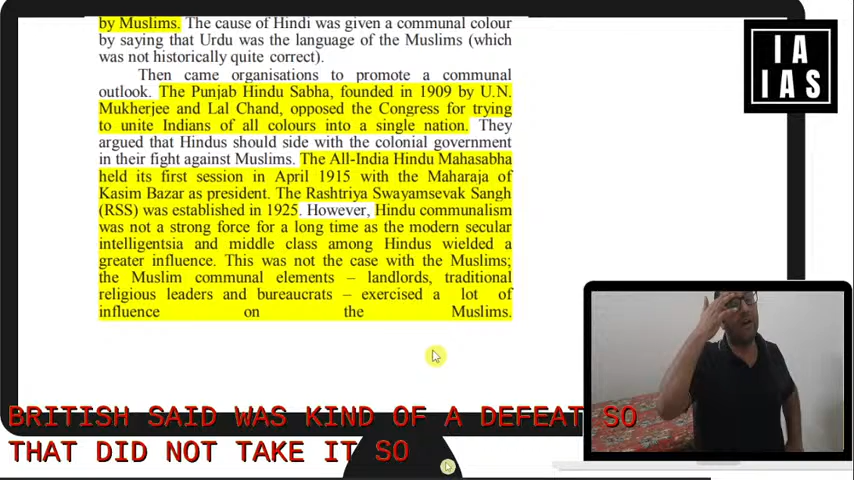 by Muslims. The cause of Hindi was given a communal colour
by saying that Urdu was the language of the Muslims (which
was not historically quite correct).
Then came organisations to promote a communal
outlook. The Punjab Hindu Sabha, founded in 1909 by U.N.
Mukherjee and Lal Chand, opposed the Congress for trying
to unite Indians of all colours into a single nation. They
argued that Hindus should side with the colonial government
in their fight against Muslims. The All-India Hindu Mahasabha
held its first session in April 1915 with the Maharaja of
Kasim Bazar as president. The Rashtriya Swayamsevak Sangh
(RSS) was established in 1925. However, Hindu communalism
was not a strong force for a long time as the modern secular
intelligentsia and middle class among Hindus wielded a
greater influence. This was not the case with the Muslims;
the Muslim communal elements – landlords, traditional
religious leaders and bureaucrats – exercised a lot of
influence on the Muslims.
IA
IAS
BRITISH SAID WAS KIND OF A DEFEAT SO
THAT DID NOT TAKE IT SO